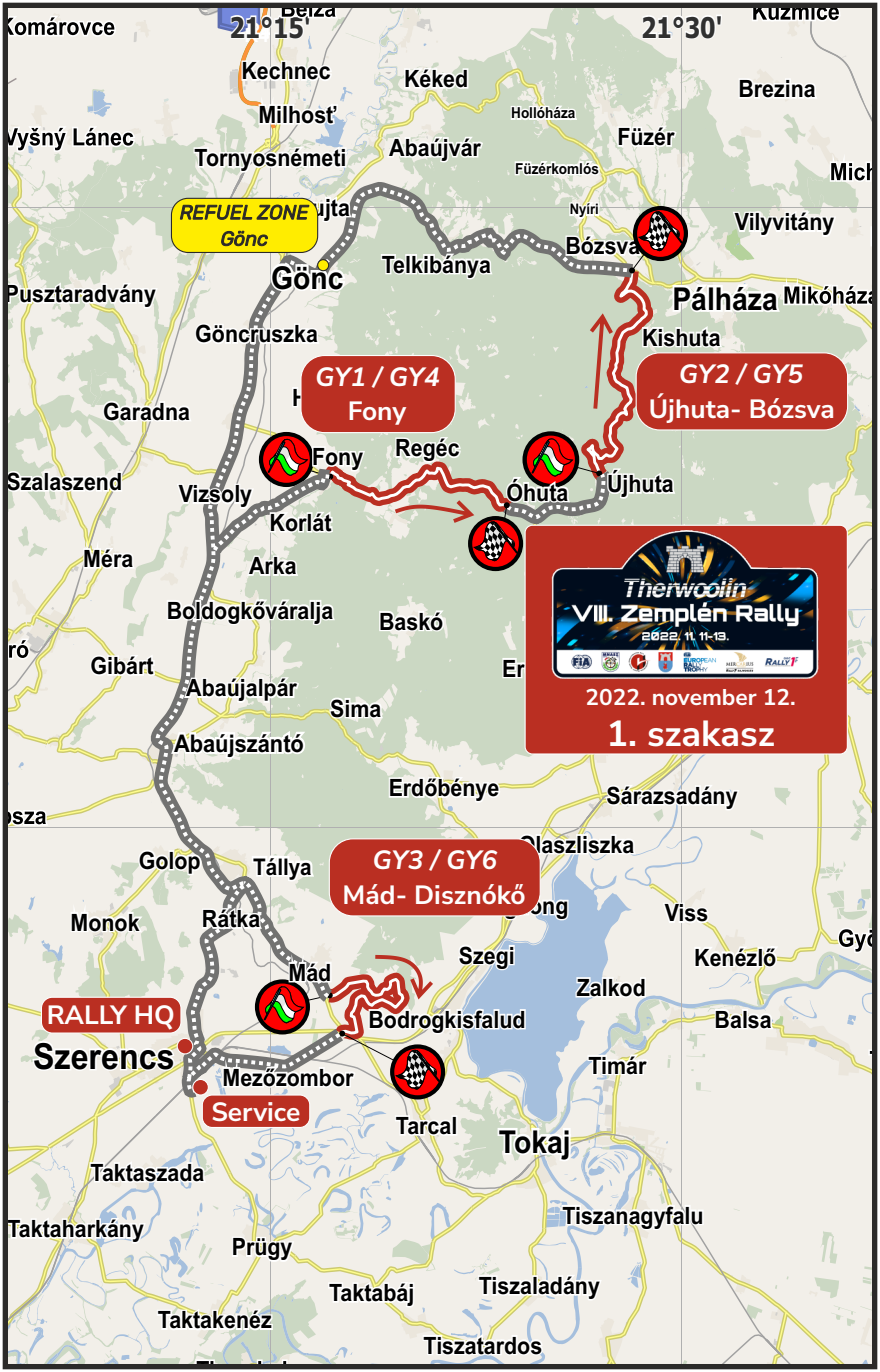 Komárovce
21°15'
21°30'
Kuzmice
Kechnec
Kéked
Brezina
Milhosť
Hollóháza
Vyšný Lánec
Füzér
Abaújvár
Tornyosnémeti
Füzérkomlós
REFUEL ZONE
Gönc
Nyíri
Vilyvitány
Bózsva
Telkibánya
Gönc
Pusztaradvány
Pálháza
Mikóháza
Göncruszka
Kishuta
GY1 / GY4
Fony
GY2 / GY5
Újhuta- Bózsva
Garadna
Regéc
Fony
Szalaszend
Vizsoly
Óhuta
Újhuta
Korlát
Méra
Arka
Therwoolin
VIII. Zemplén Rally
2022. 11. 11-13.
FIA
EUROPEAN
RALLY
TROPHY
RALLY1
2022. november 12.
1. szakasz
Boldogkőváralja
Baskó
Gibárt
Abaújalpár
Sima
Abaújszántó
Erdőbénye
Sárazsadány
Golop
Tállya
GY3 / GY6
Mád- Disznókő
Olaszliszka
Monok
Rátka
Viss
Kenézlő
Szegi
Mád
Zalkod
RALLY HQ
Bodrogkisfalud
Balsa
Szerencs
Timár
Mezőzombor
Service
Tarcal
Tokaj
Taktaszada
Taktaharkány
Tiszanagyfalu
Prügy
Taktabáj
Tiszaladány
Taktakenéz
Tiszatardos